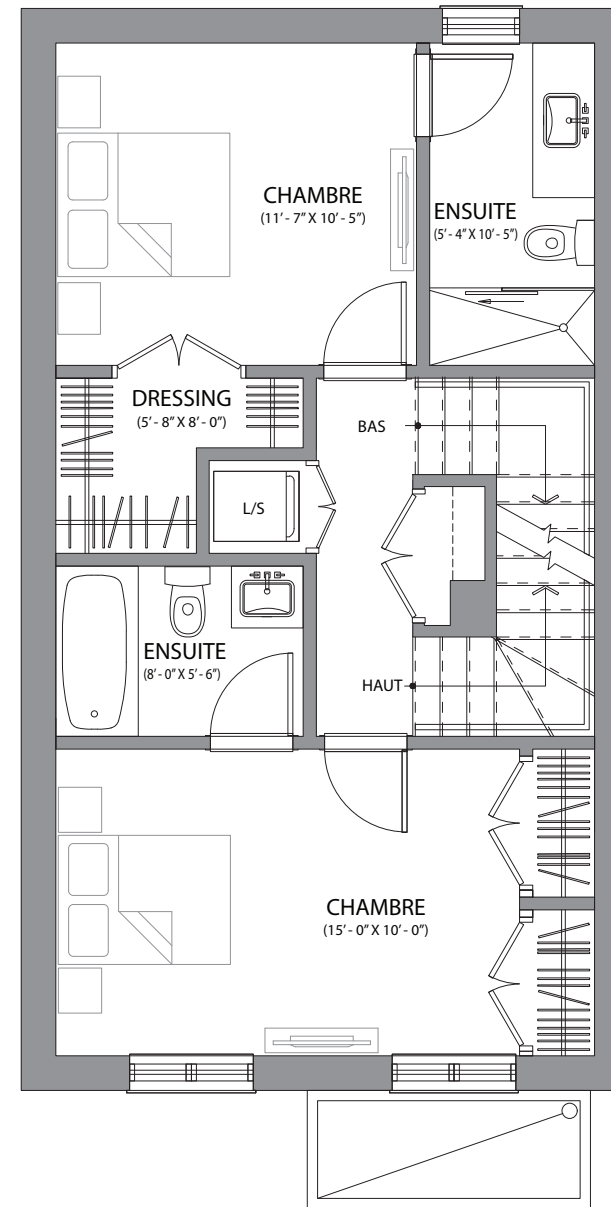 CHAMBRE
(11’ - 7” X 10’ - 5”)
ENSUITE
(5’ - 4” X 10’ - 5”)
DRESSING
(5’ - 8” X 8’ - 0”)
BAS
L/S
ENSUITE
(8’ - 0” X 5’ - 6”)
HAUT
CHAMBRE
(15’ - 0” X 10’ - 0”)